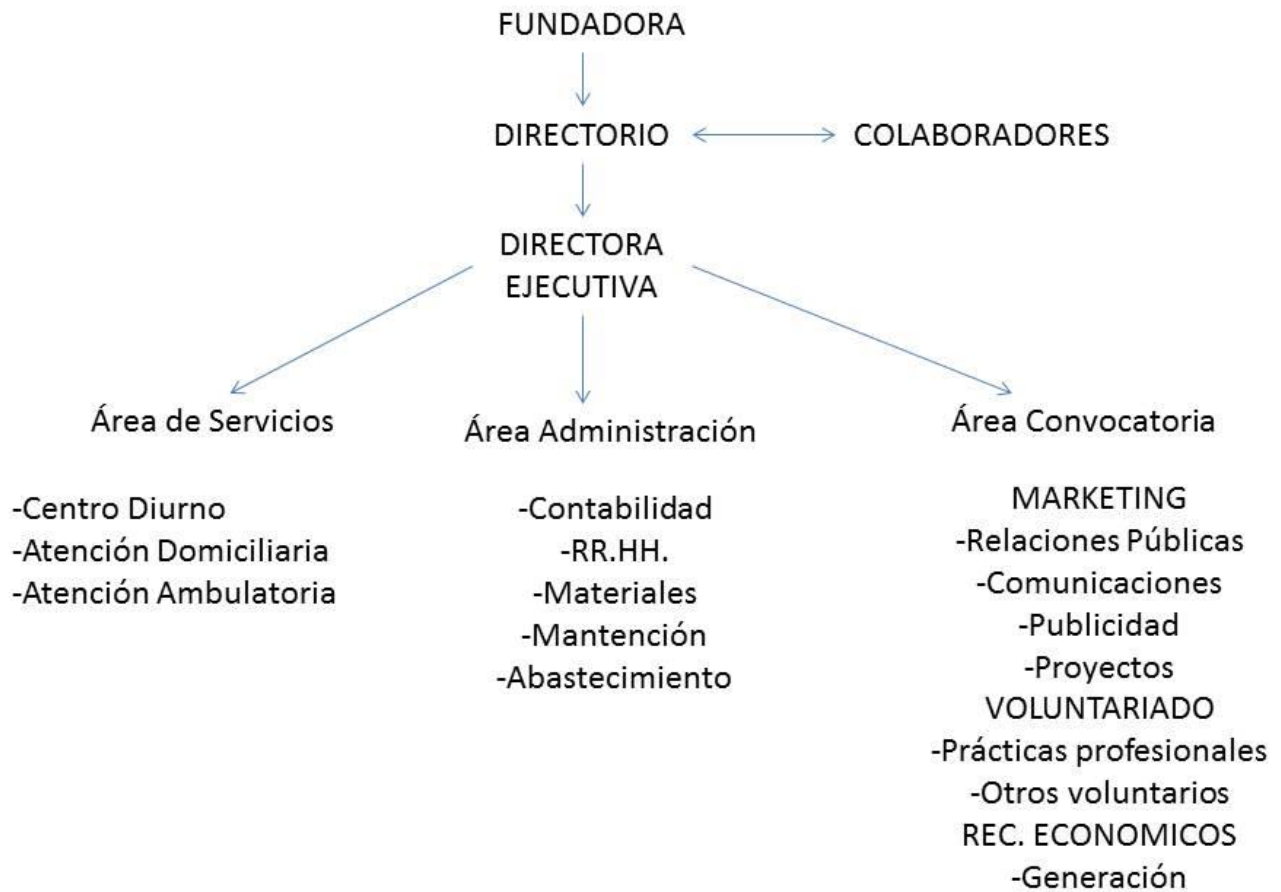 FUNDADORA
DIRECTORIO
COLABORADORES
DIRECTORA
EJECUTIVA
Área de Servicios
-Centro Diurno
-Atención Domiciliaria
-Atención Ambulatoria
Área Administración
-Contabilidad
-RR.HH.
-Materiales
-Mantención
-Abastecimiento
Área Convocatoria
MARKETING
-Relaciones Públicas
-Comunicaciones
-Publicidad
-Proyectos
VOLUNTARIADO
-Prácticas profesionales
-Otros voluntarios
REC. ECONOMICOS
-Generación